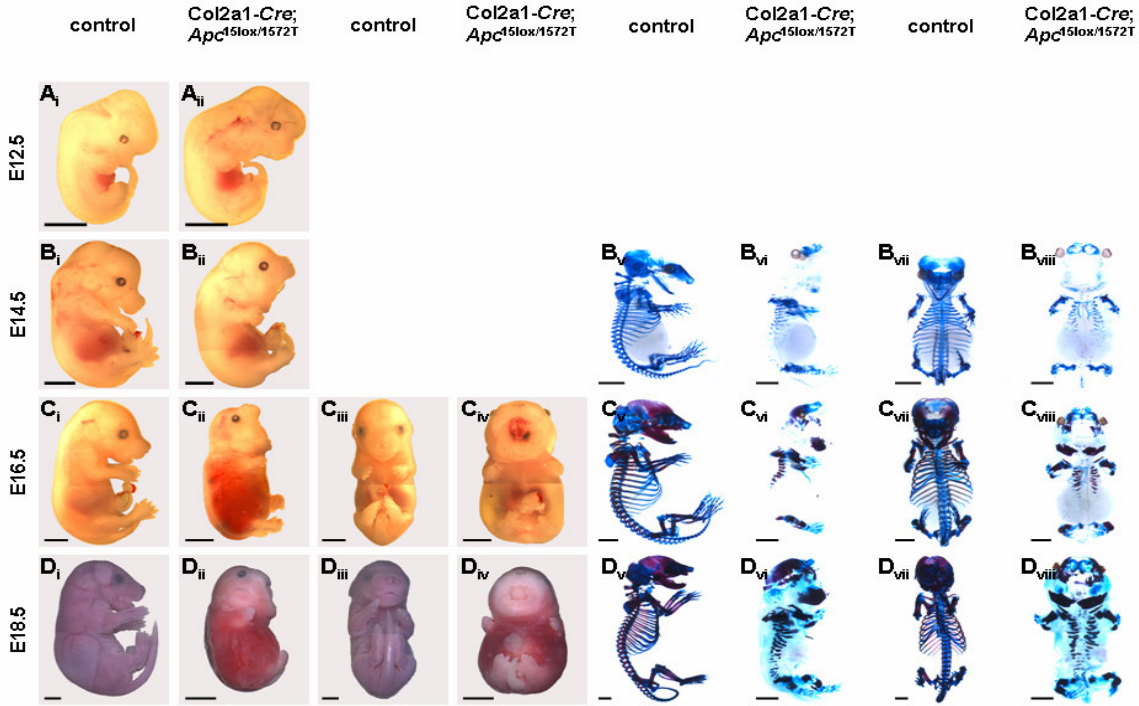 control
Col2a1-Cre;
Apc15lox/1572T
control
Col2a1-Cre;
Apc15lox/1572T
control
Col2a1-Cre;
Apc15lox/1572T
control
Col2a1-Cre;
Apc15lox/1572T
E12.5
Ai
Aii
E14.5
Bi
Bii
Bv
Bvi
Bvii
Bviii
E16.5
Ci
Cii
Ciii
Civ
Cv
Cvi
Cvii
Cviii
E18.5
Di
Dii
Diii
Div
Dv
Dvi
Dvii
Dviii